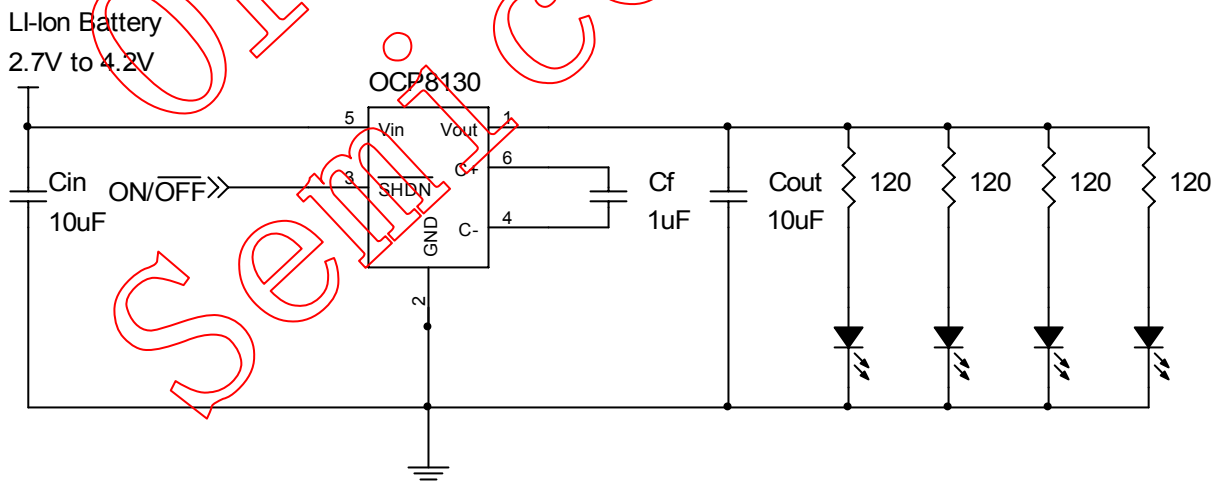 LI-Ion Battery
2.7V to 4.2V
OCP8130
5
Vin
Vout
1
C+
6
Cin
10uF
ON/OFF
3
SHDN
GND
C-
4
2
Cf
1uF
Cout
10uF
120
120
120
120
Semi